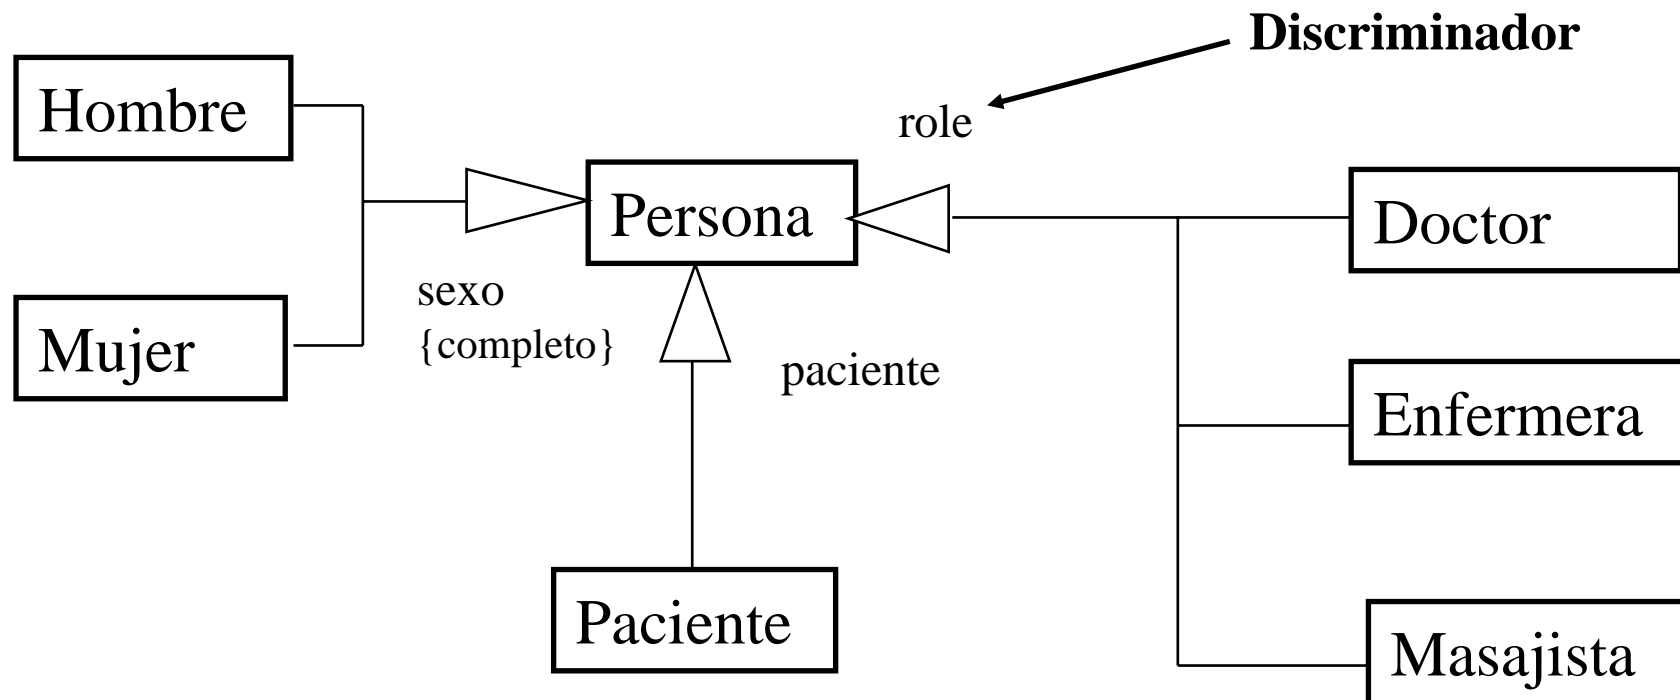 Discriminador
Hombre
role
Persona
Doctor
sexo
{completo}
Mujer
paciente
Enfermera
Paciente
Masajista